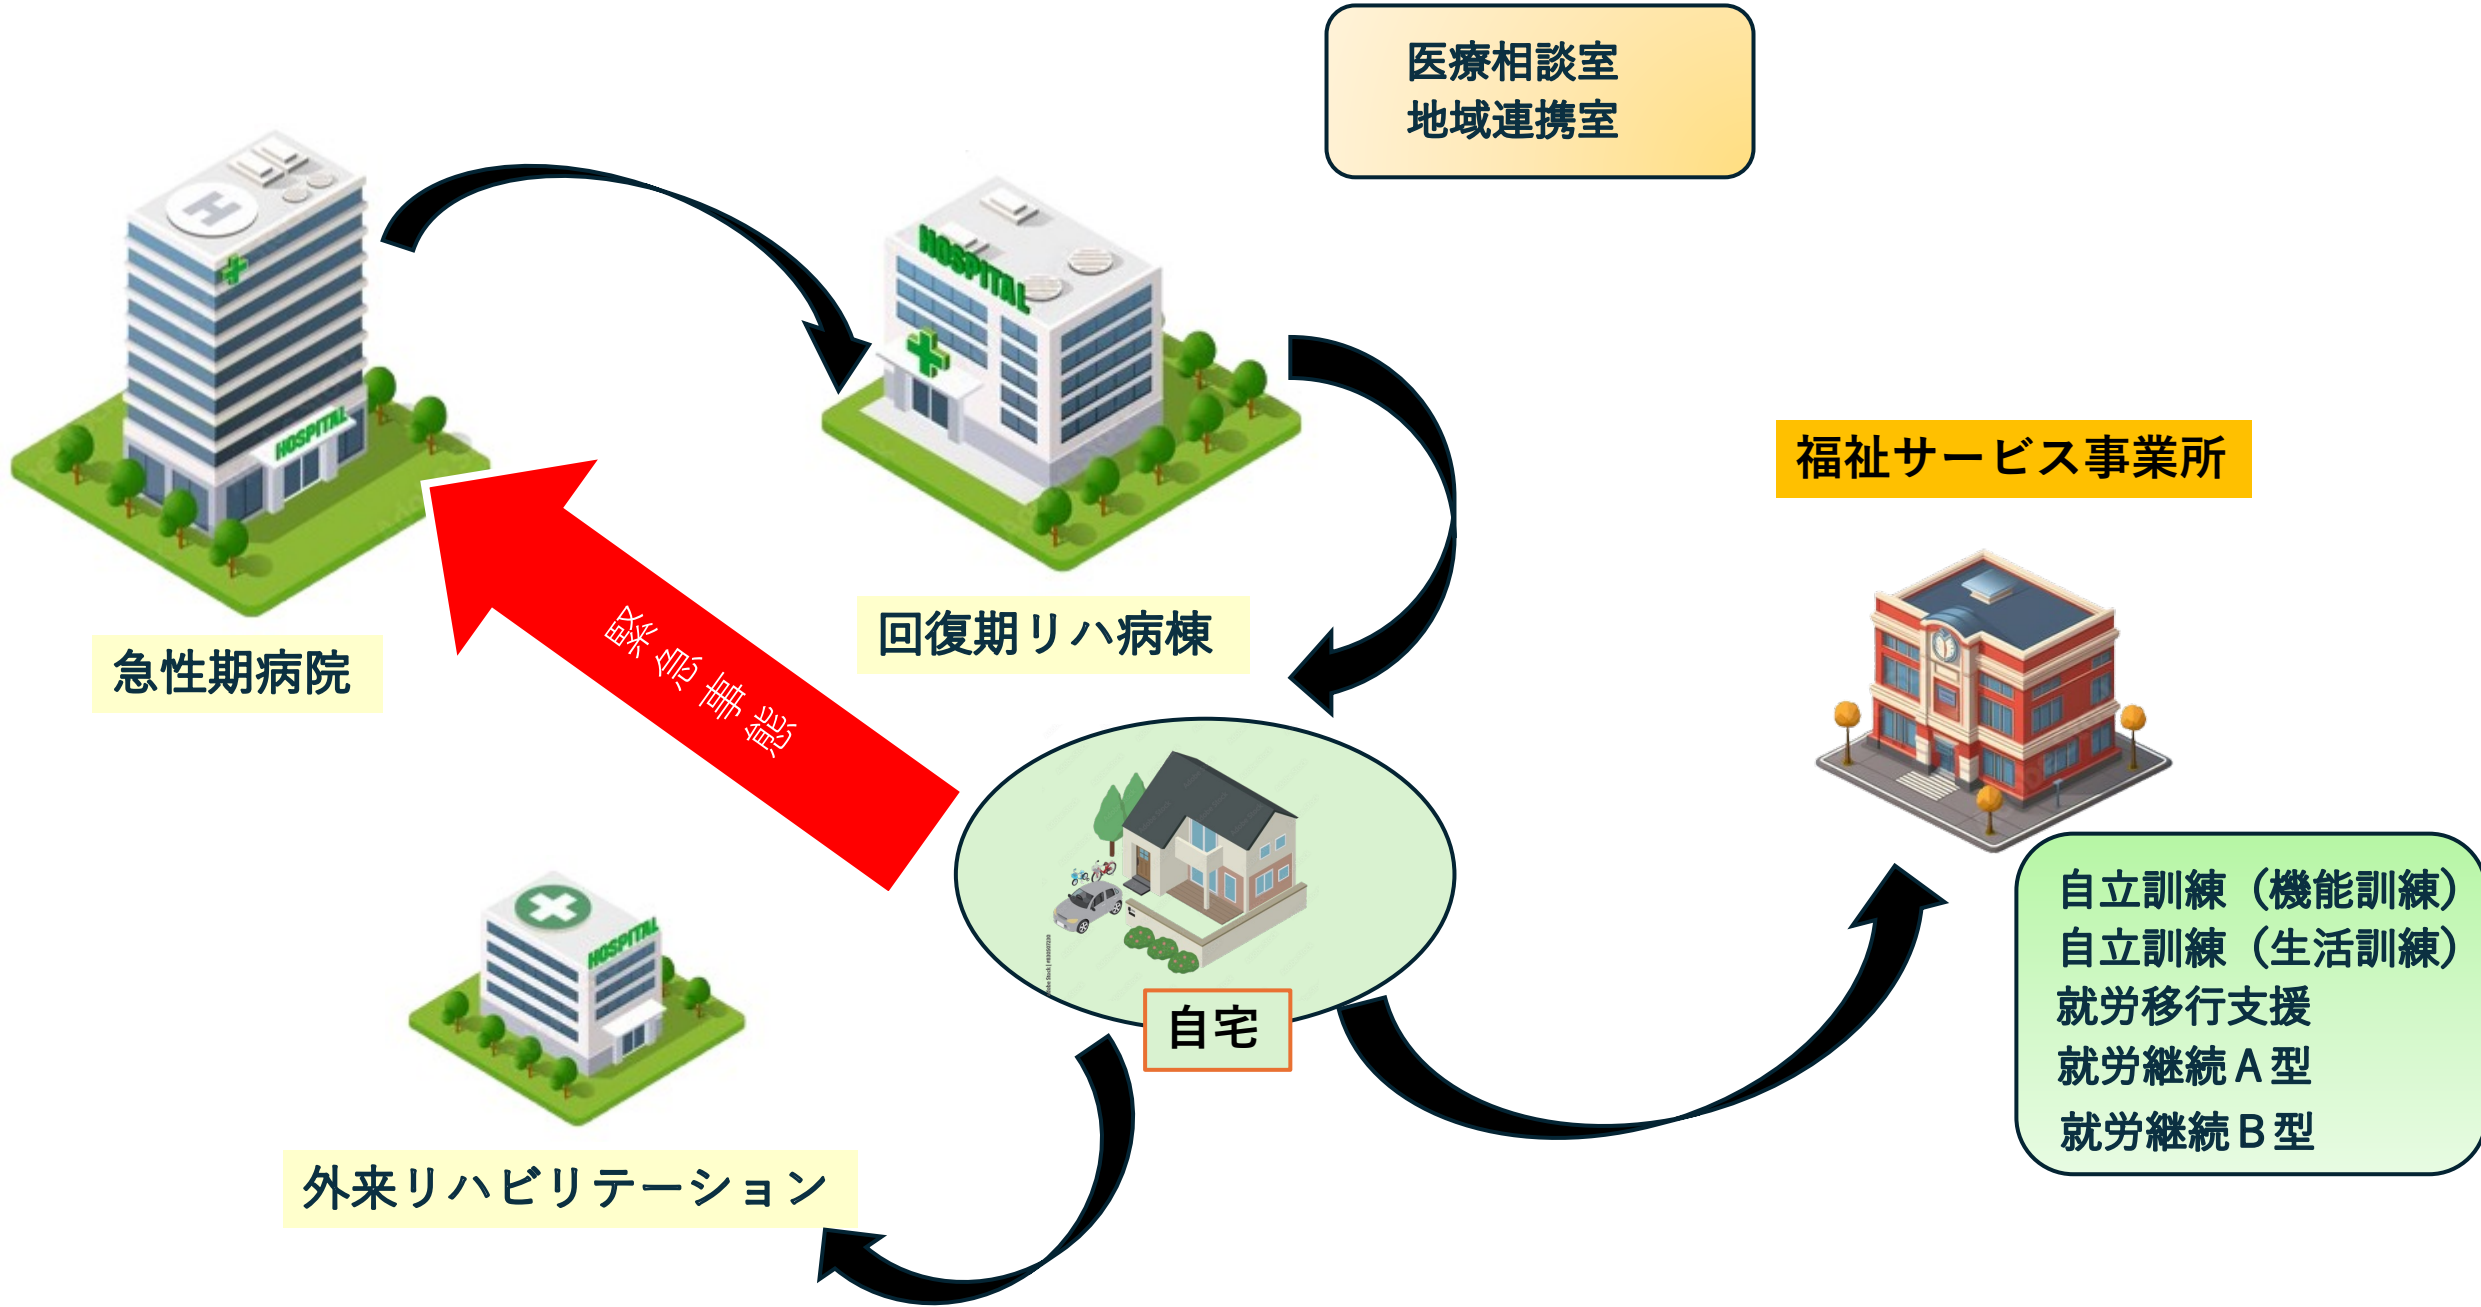 医療相談室
地域連携室
HOSPITAL
HOSPITAL
福祉サービス事業所
回復期リハ病棟
急性期病院
緊急事態
自立訓練（機能訓練）
自立訓練（生活訓練）
就労移行支援
就労継続A型
就労継続B型
HOSPITAL
自宅
外来リハビリテーション